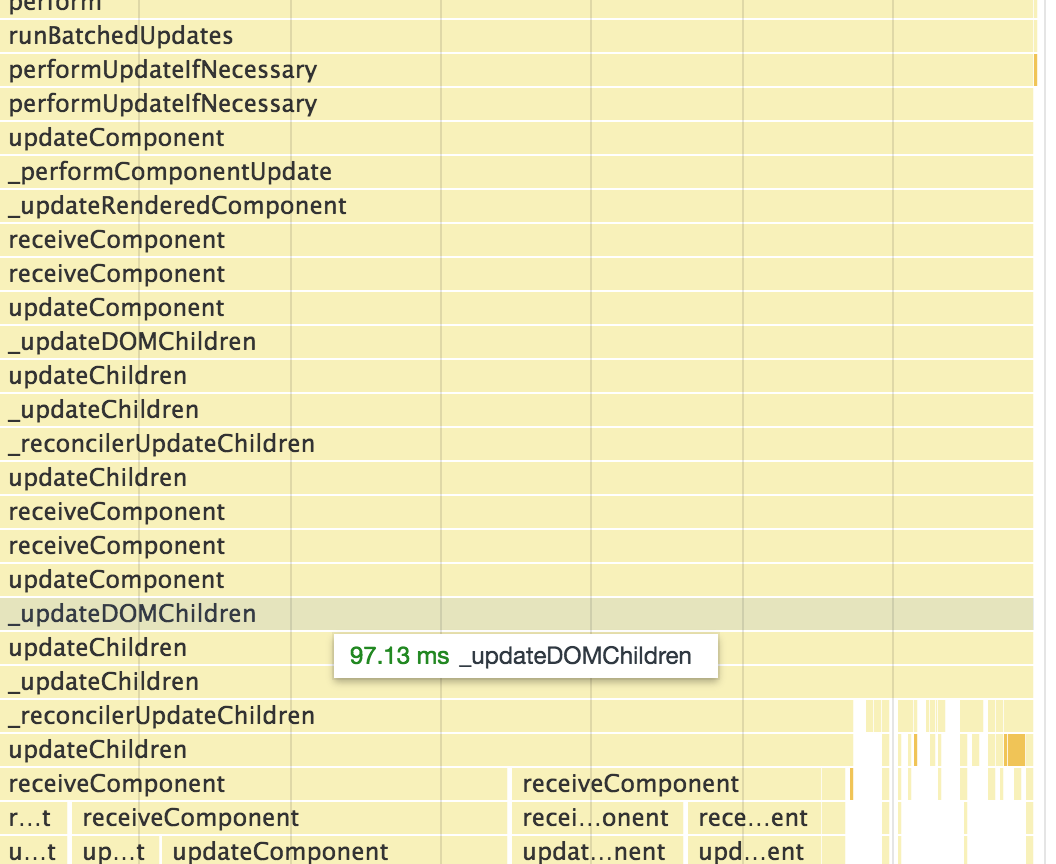 perform
runBatchedUpdates
performUpdateIfNecessary
performUpdateIfNecessary
updateComponent
_performComponentUpdate
_updateRenderedComponent
receiveComponent
receiveComponent
updateComponent
_updateDOMChildren
updateChildren
_updateChildren
_reconcilerUpdateChildren
updateChildren
receiveComponent
receiveComponent
updateComponent
_updateDOMChildren
updateChildren
97.13 ms _updateDOMChildren
_updateChildren
_reconcilerUpdateChildren
updateChildren
receiveComponent receiveComponent
r…t receiveComponent recei…onent rece…ent
u…t up…t updateComponent updat…nent upd…ent